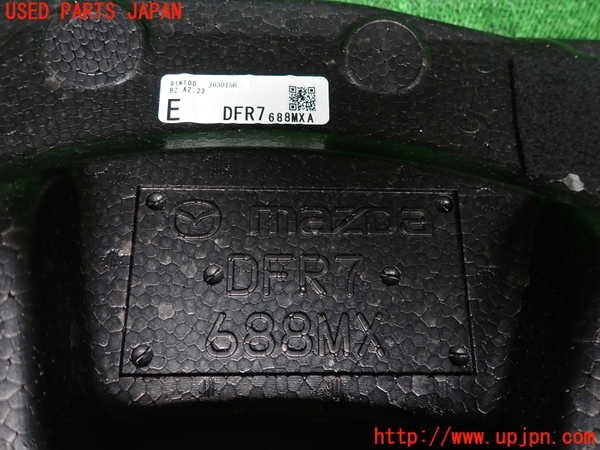 USED PARTS JAPAN
E
DFR7 688MXA
mazda
DFR7
688MX
http://www.upjpn.com/